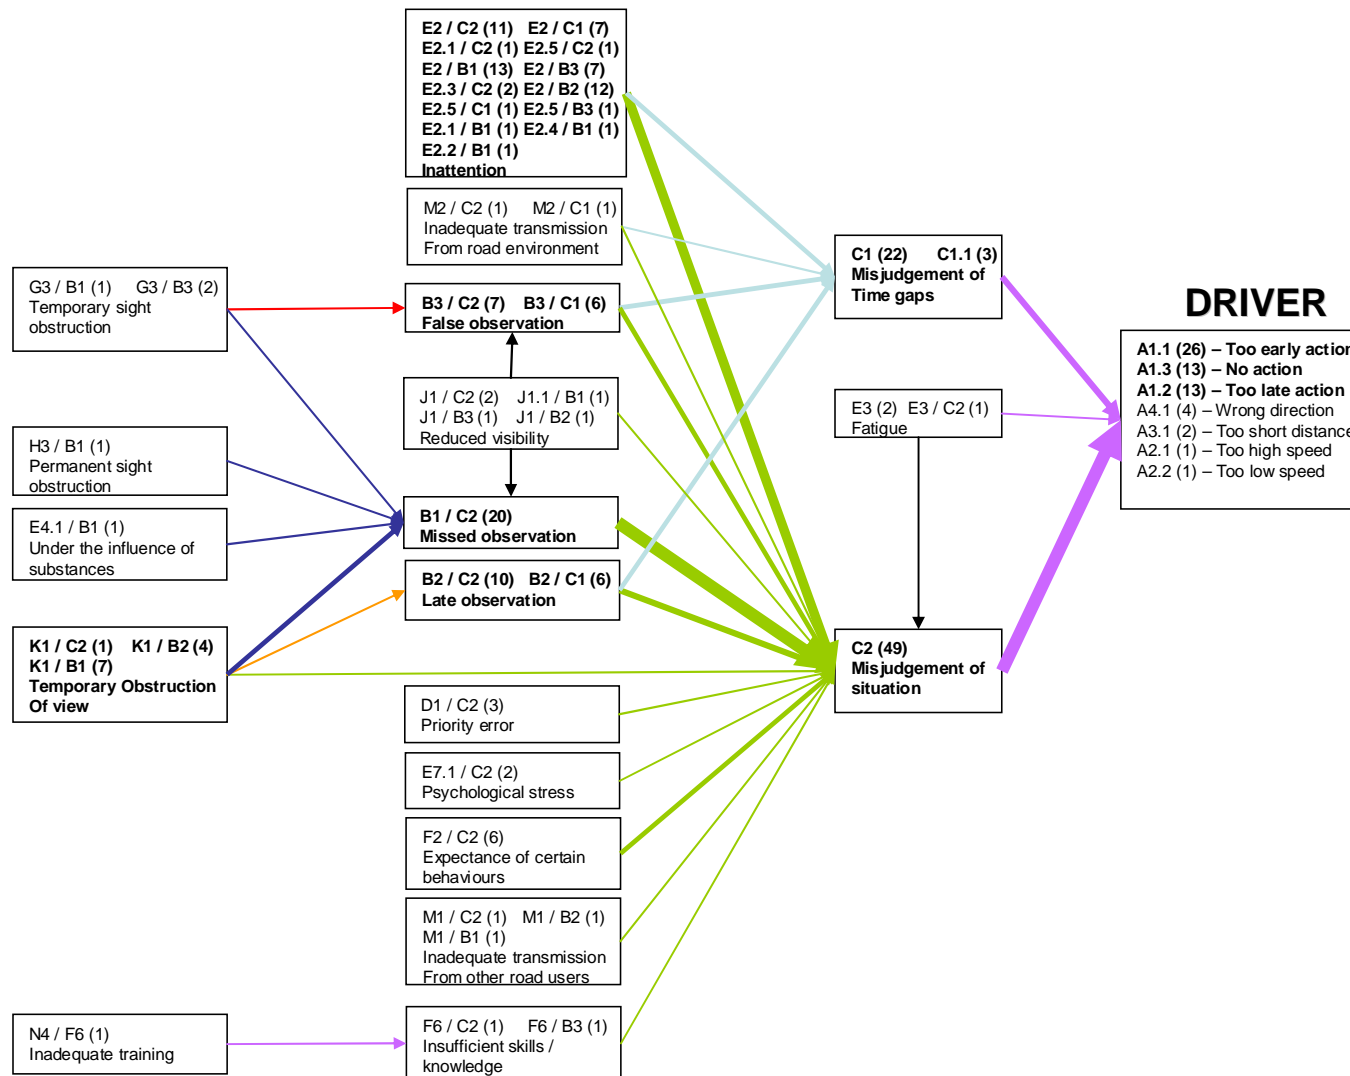 E2 / C2 (11) E2 / C1 (7)
E2.1 / C2 (1) E2.5 / C2 (1)
E2 / B1 (13) E2 / B3 (7)
E2.3 / C2 (2) E2 / B2 (12)
E2.5 / C1 (1) E2.5 / B3 (1)
E2.1 / B1 (1) E2.4 / B1 (1)
E2.2 / B1 (1)
Inattention
M2 / C2 (1) M2 / C1 (1)
Inadequate transmission
From road environment
G3 / B1 (1) G3 / B3 (2)
Temporary sight
obstruction
B3 / C2 (7) B3 / C1 (6)
False observation
J1 / C2 (2) J1.1 / B1 (1)
J1 / B3 (1) J1 / B2 (1)
Reduced visibility
H3 / B1 (1)
Permanent sight
obstruction
E4.1 / B1 (1)
Under the influence of
substances
B1 / C2 (20)
Missed observation
B2 / C2 (10) B2 / C1 (6)
Late observation
K1 / C2 (1) K1 / B2 (4)
K1 / B1 (7)
Temporary Obstruction
Of view
D1 / C2 (3)
Priority error
E7.1 / C2 (2)
Psychological stress
F2 / C2 (6)
Expectance of certain
behaviours
M1 / C2 (1) M1 / B2 (1)
M1 / B1 (1)
Inadequate transmission
From other road users
N4 / F6 (1)
Inadequate training
F6 / C2 (1) F6 / B3 (1)
Insufficient skills /
knowledge
C1 (22) C1.1 (3)
Misjudgement of
Time gaps
E3 (2) E3 / C2 (1)
Fatigue
C2 (49)
Misjudgement of
situation
DRIVER
A1.1 (26) – Too early action
A1.3 (13) – No action
A1.2 (13) – Too late action
A4.1 (4) – Wrong direction
A3.1 (2) – Too short distance
A2.1 (1) – Too high speed
A2.2 (1) – Too low speed